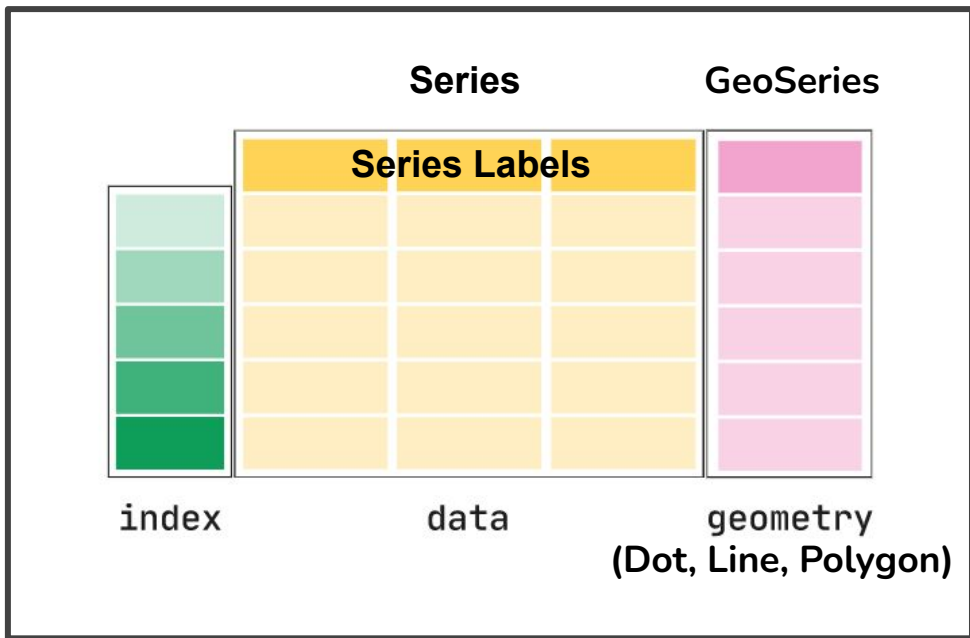 Series
GeoSeries
Series Labels
index
data
geometry
(Dot, Line, Polygon)